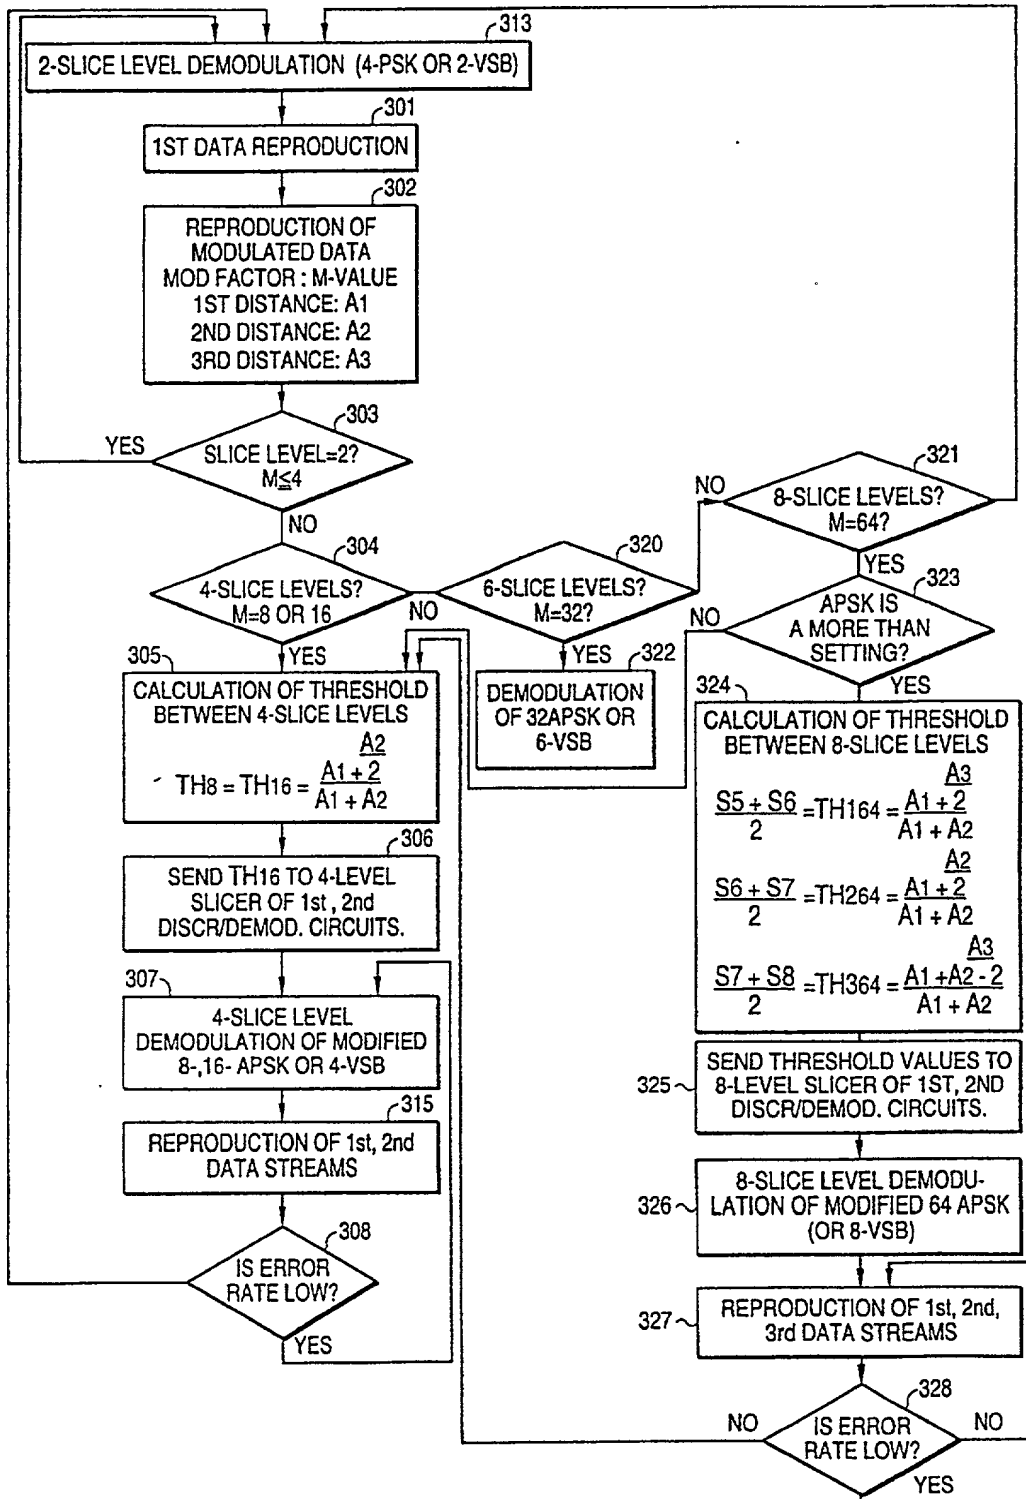 313
2-SLICE LEVEL DEMODULATION (4-PSK OR 2-VSB)
301
1ST DATA REPRODUCTION
302
REPRODUCTION OF
MODULATED DATA
MOD FACTOR : M-VALUE
1ST DISTANCE: A1
2ND DISTANCE: A2
3RD DISTANCE: A3
303
YES
SLICE LEVEL=2?
M≤4
NO
304
4-SLICE LEVELS?
M=8 OR 16
NO
YES
320
6-SLICE LEVELS?
M=32?
YES
322
DEMODULATION
OF 32APSK OR
6-VSB
321
NO
8-SLICE LEVELS?
M=64?
YES
323
NO
APSK IS
A MORE THAN
SETTING?
YES
305
CALCULATION OF THRESHOLD
BETWEEN 4-SLICE LEVELS
A2
TH8 = TH16 = A1 + 2
A1 + A2
306
SEND TH16 TO 4-LEVEL
SLICER OF 1st, 2nd
DISCR/DEMOD. CIRCUITS.
307
4-SLICE LEVEL
DEMODULATION OF MODIFIED
8-,16- APSK OR 4-VSB
315
REPRODUCTION OF 1st, 2nd
DATA STREAMS
308
IS ERROR
RATE LOW?
YES
324
CALCULATION OF THRESHOLD
BETWEEN 8-SLICE LEVELS
A3
S5 + S6 =TH164 = A1 + 2
2 A1 + A2
A2
S6 + S7 =TH264 = A1 + 2
2 A1 + A2
A3
S7 + S8 =TH364 = A1 +A2 - 2
2 A1 + A2
325
SEND THRESHOLD VALUES TO
8-LEVEL SLICER OF 1ST, 2ND
DISCR/DEMOD. CIRCUITS.
326
8-SLICE LEVEL DEMODU-
LATION OF MODIFIED 64 APSK
(OR 8-VSB)
327
REPRODUCTION OF 1st, 2nd,
3rd DATA STREAMS
328
NO
IS ERROR
RATE LOW?
NO
YES